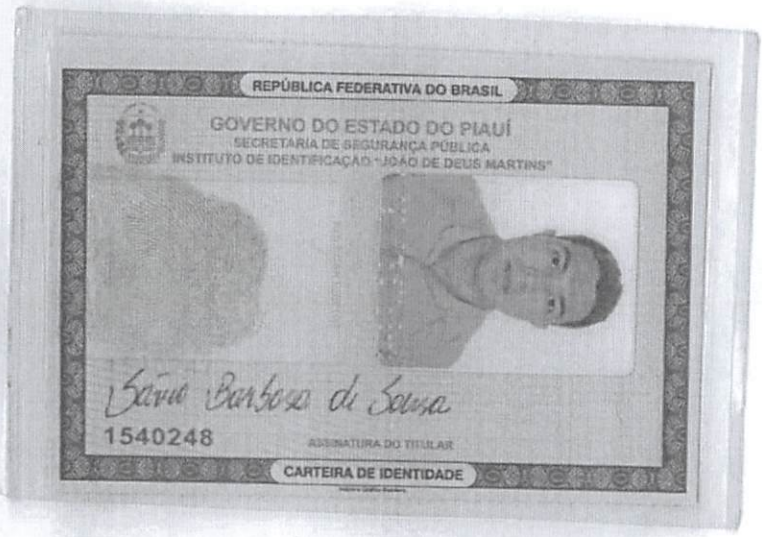 REPÚBLICA FEDERATIVA DO BRASIL
GOVERNO DO ESTADO DO PIAUÍ
SECRETARIA DE SEGURANÇA PÚBLICA
INSTITUTO DE IDENTIFICAÇÃO "JOÃO DE DEUS MARTINS"
Sávio Barbosa de Sousa
1540248
ASSINATURA DO TITULAR
CARTEIRA DE IDENTIDADE